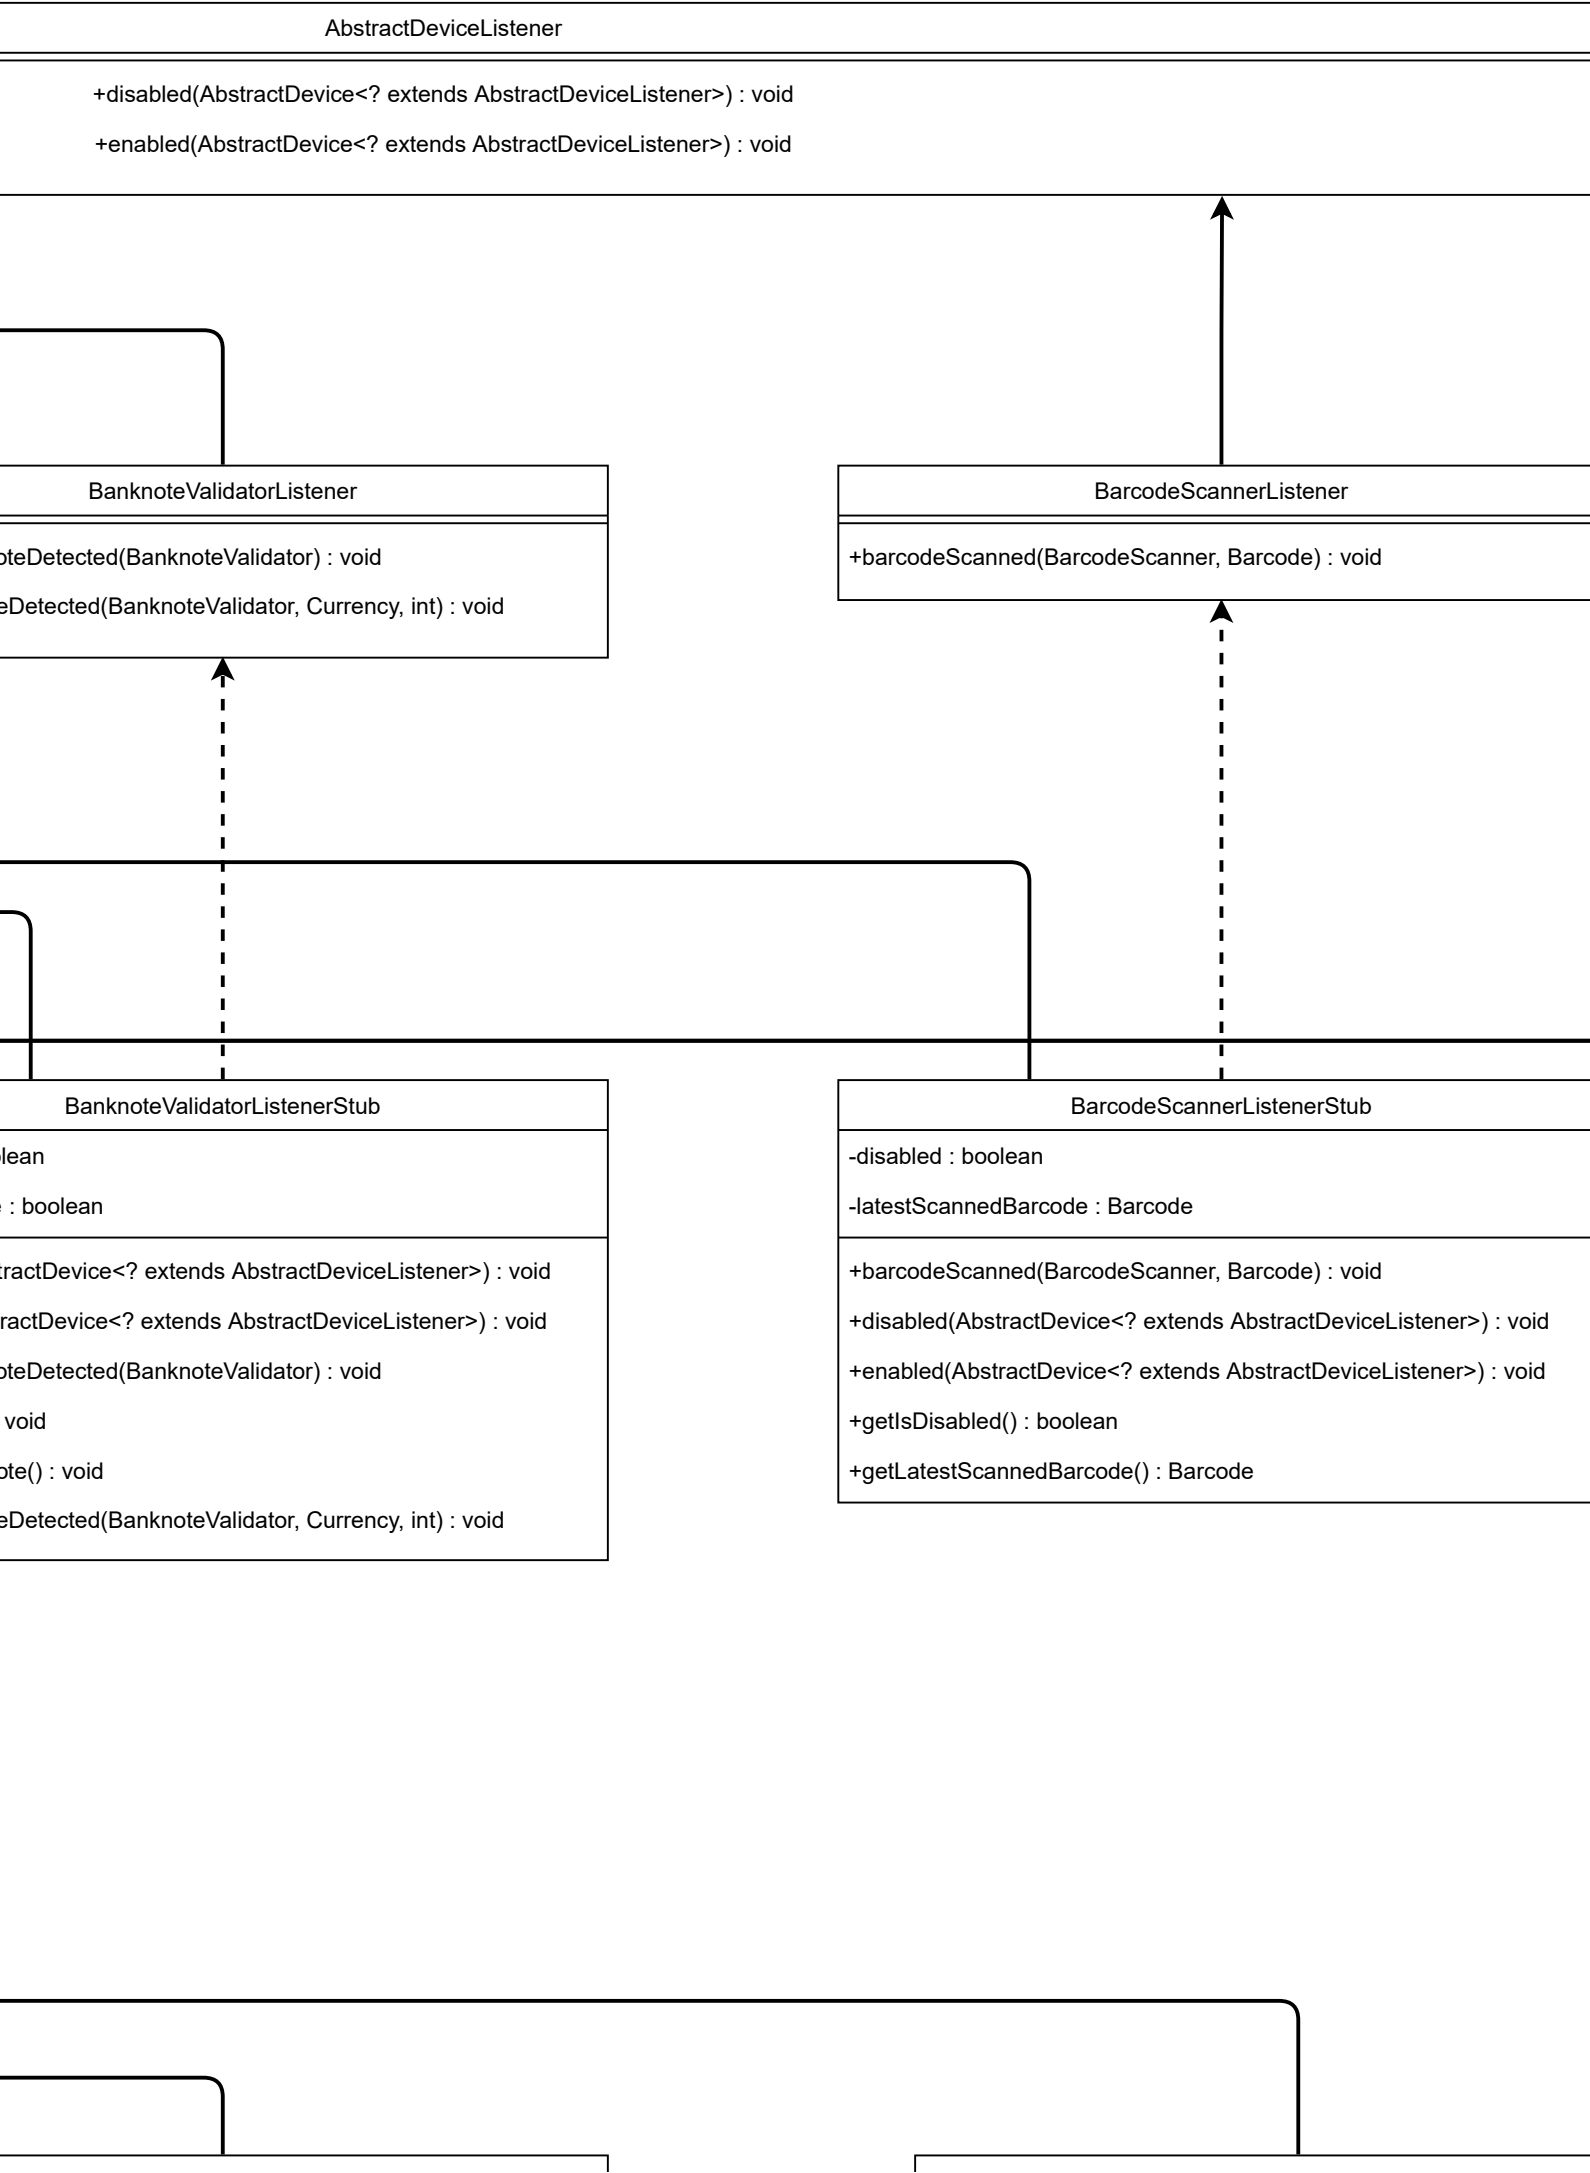 AbstractDeviceListener
+disabled(AbstractDevice<? extends AbstractDeviceListener>) : void
+enabled(AbstractDevice<? extends AbstractDeviceListener>) : void
BanknoteValidatorListener
oteDetected(BanknoteValidator) : void
eDetected(BanknoteValidator, Currency, int) : void
BarcodeScannerListener
+barcodeScanned(BarcodeScanner, Barcode) : void
BanknoteValidatorListenerStub
lean
: boolean
tractDevice<? extends AbstractDeviceListener>) : void
ractDevice<? extends AbstractDeviceListener>) : void
oteDetected(BanknoteValidator) : void
void
ote() : void
eDetected(BanknoteValidator, Currency, int) : void
BarcodeScannerListenerStub
-disabled : boolean
-latestScannedBarcode : Barcode
+barcodeScanned(BarcodeScanner, Barcode) : void
+disabled(AbstractDevice<? extends AbstractDeviceListener>) : void
+enabled(AbstractDevice<? extends AbstractDeviceListener>) : void
+getIsDisabled() : boolean
+getLatestScannedBarcode() : Barcode